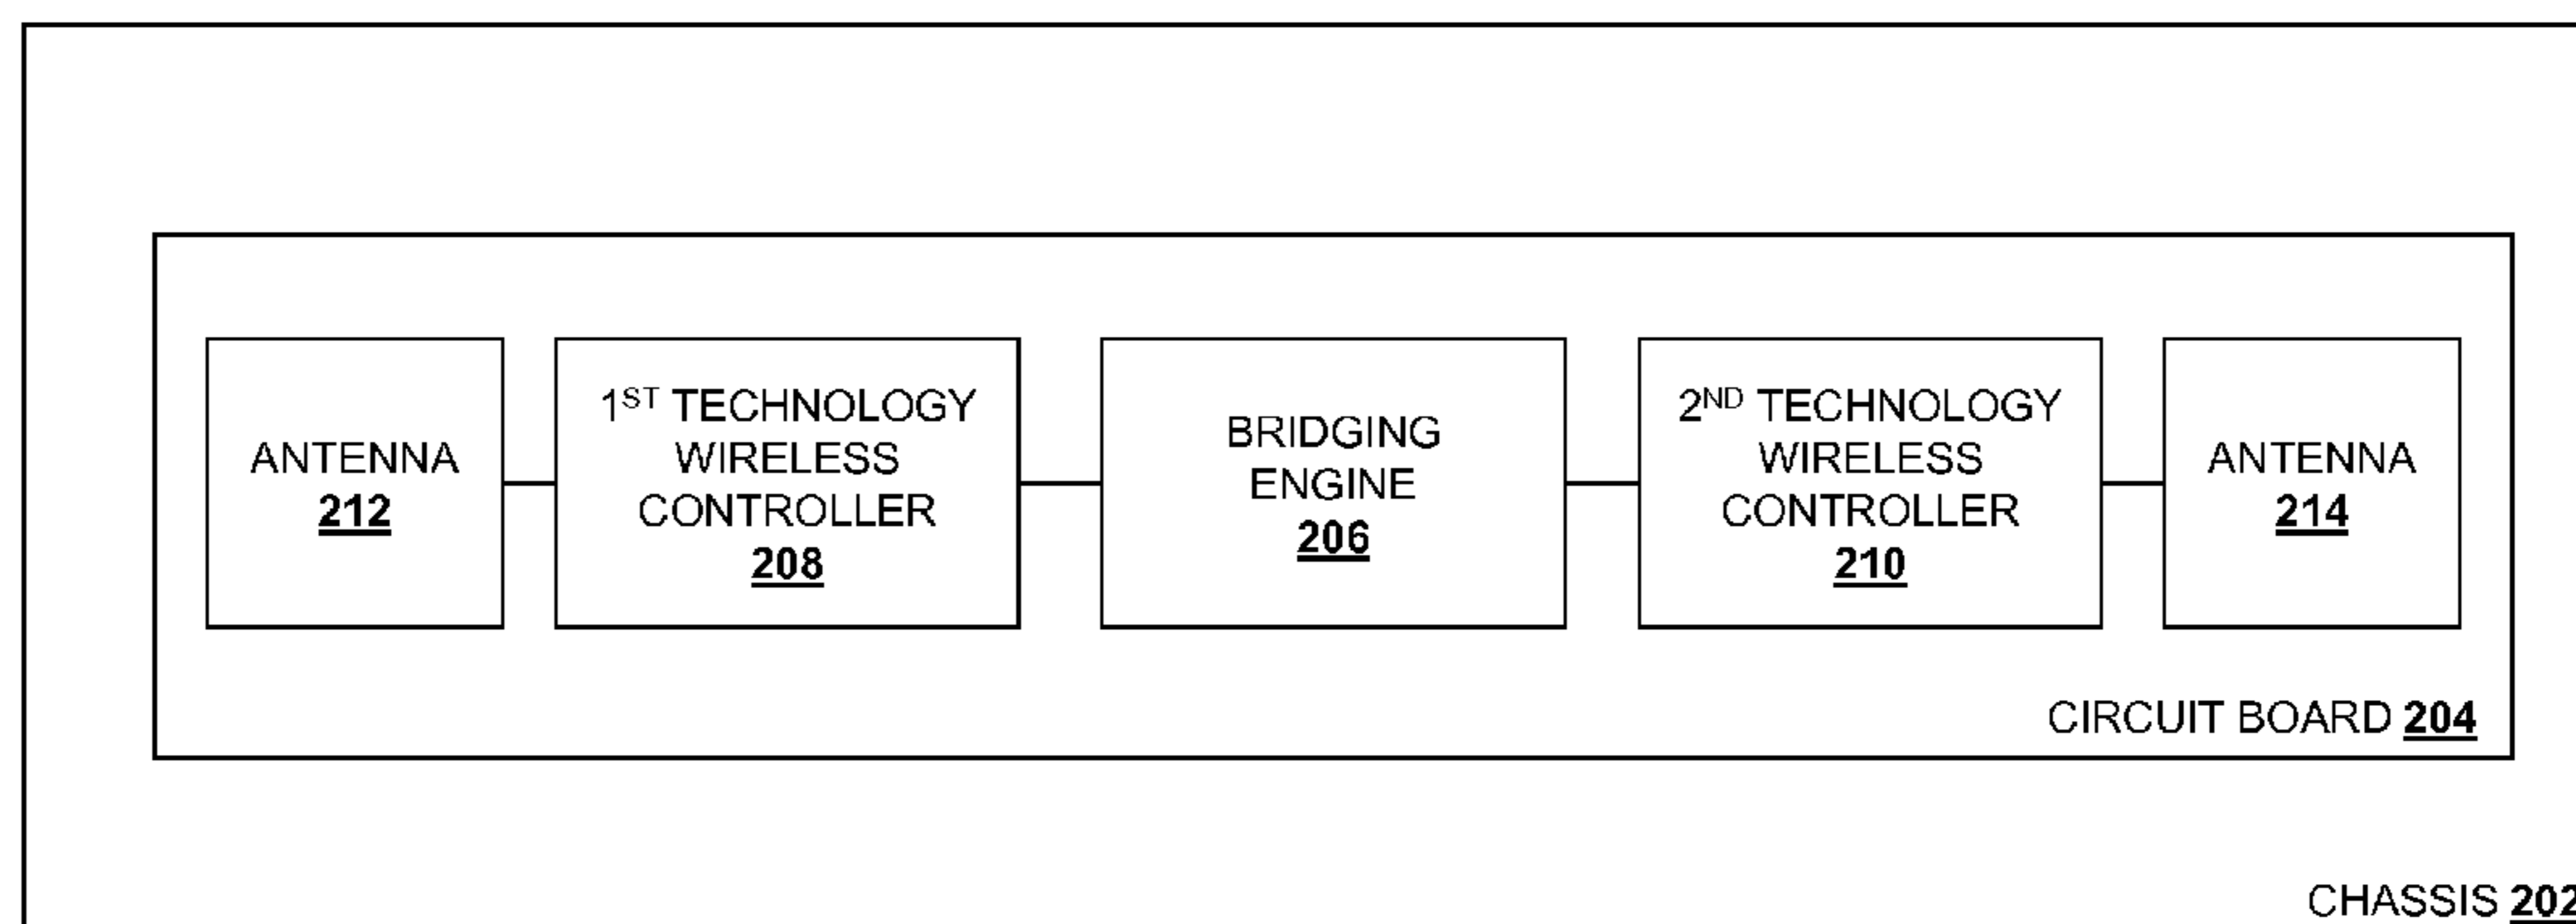 ANTENNA
212
1ST TECHNOLOGY
WIRELESS
CONTROLLER
208
BRIDGING
ENGINE
206
2ND TECHNOLOGY
WIRELESS
CONTROLLER
210
ANTENNA
214
CIRCUIT BOARD 204
CHASSIS 202